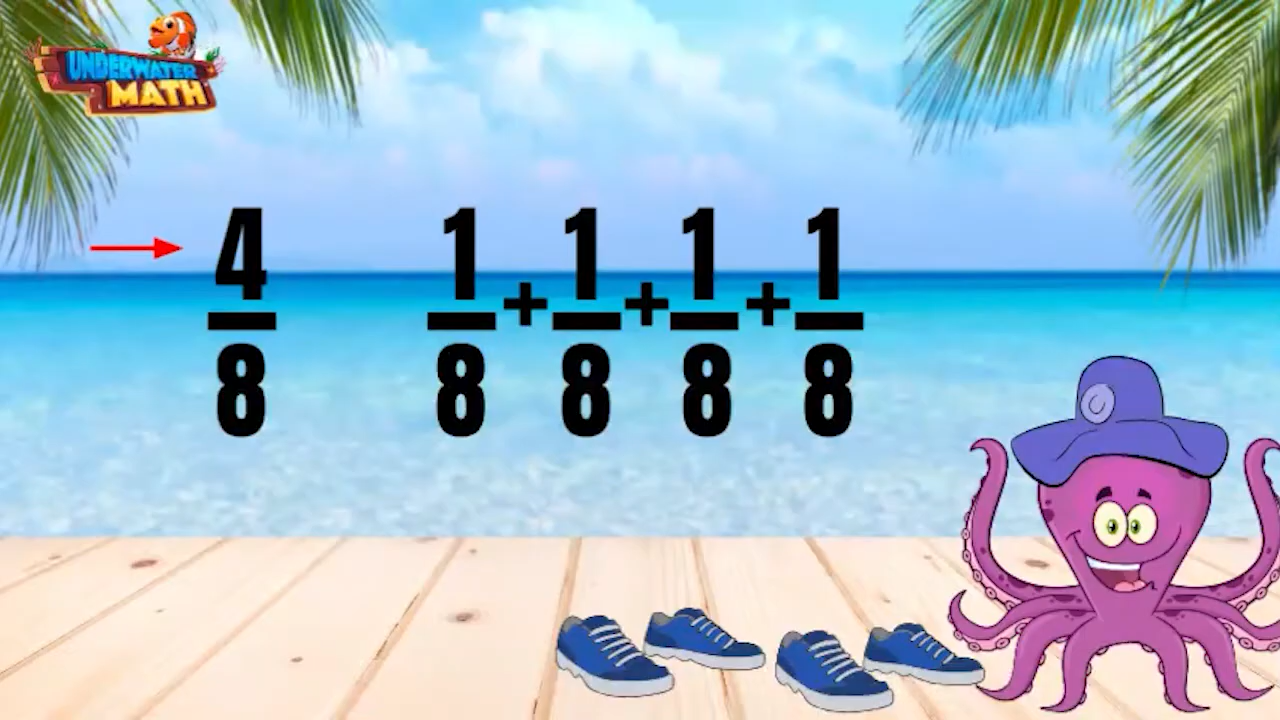 UNDERWATER
MATH
4/8
1/8 + 1/8 + 1/8 + 1/8